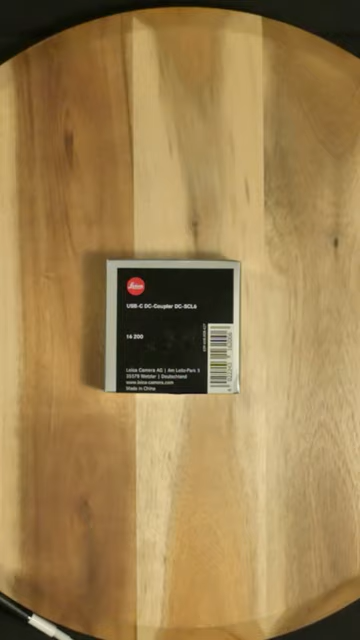 Leica
USB-C DC-Coupler DC-SCL6
14 200
Leica Camera AG | Am Leitz-Park 5
35578 Wetzlar | Deutschland
www.leica-camera.com
Made in China